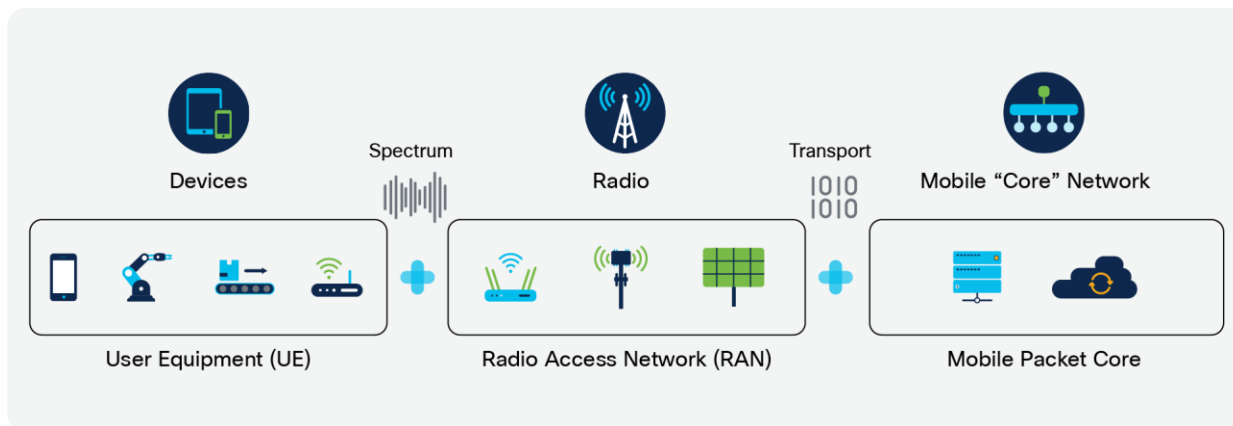 Devices
Spectrum
Radio
Transport
1010
1010
Mobile “Core” Network
User Equipment (UE)
Radio Access Network (RAN)
Mobile Packet Core